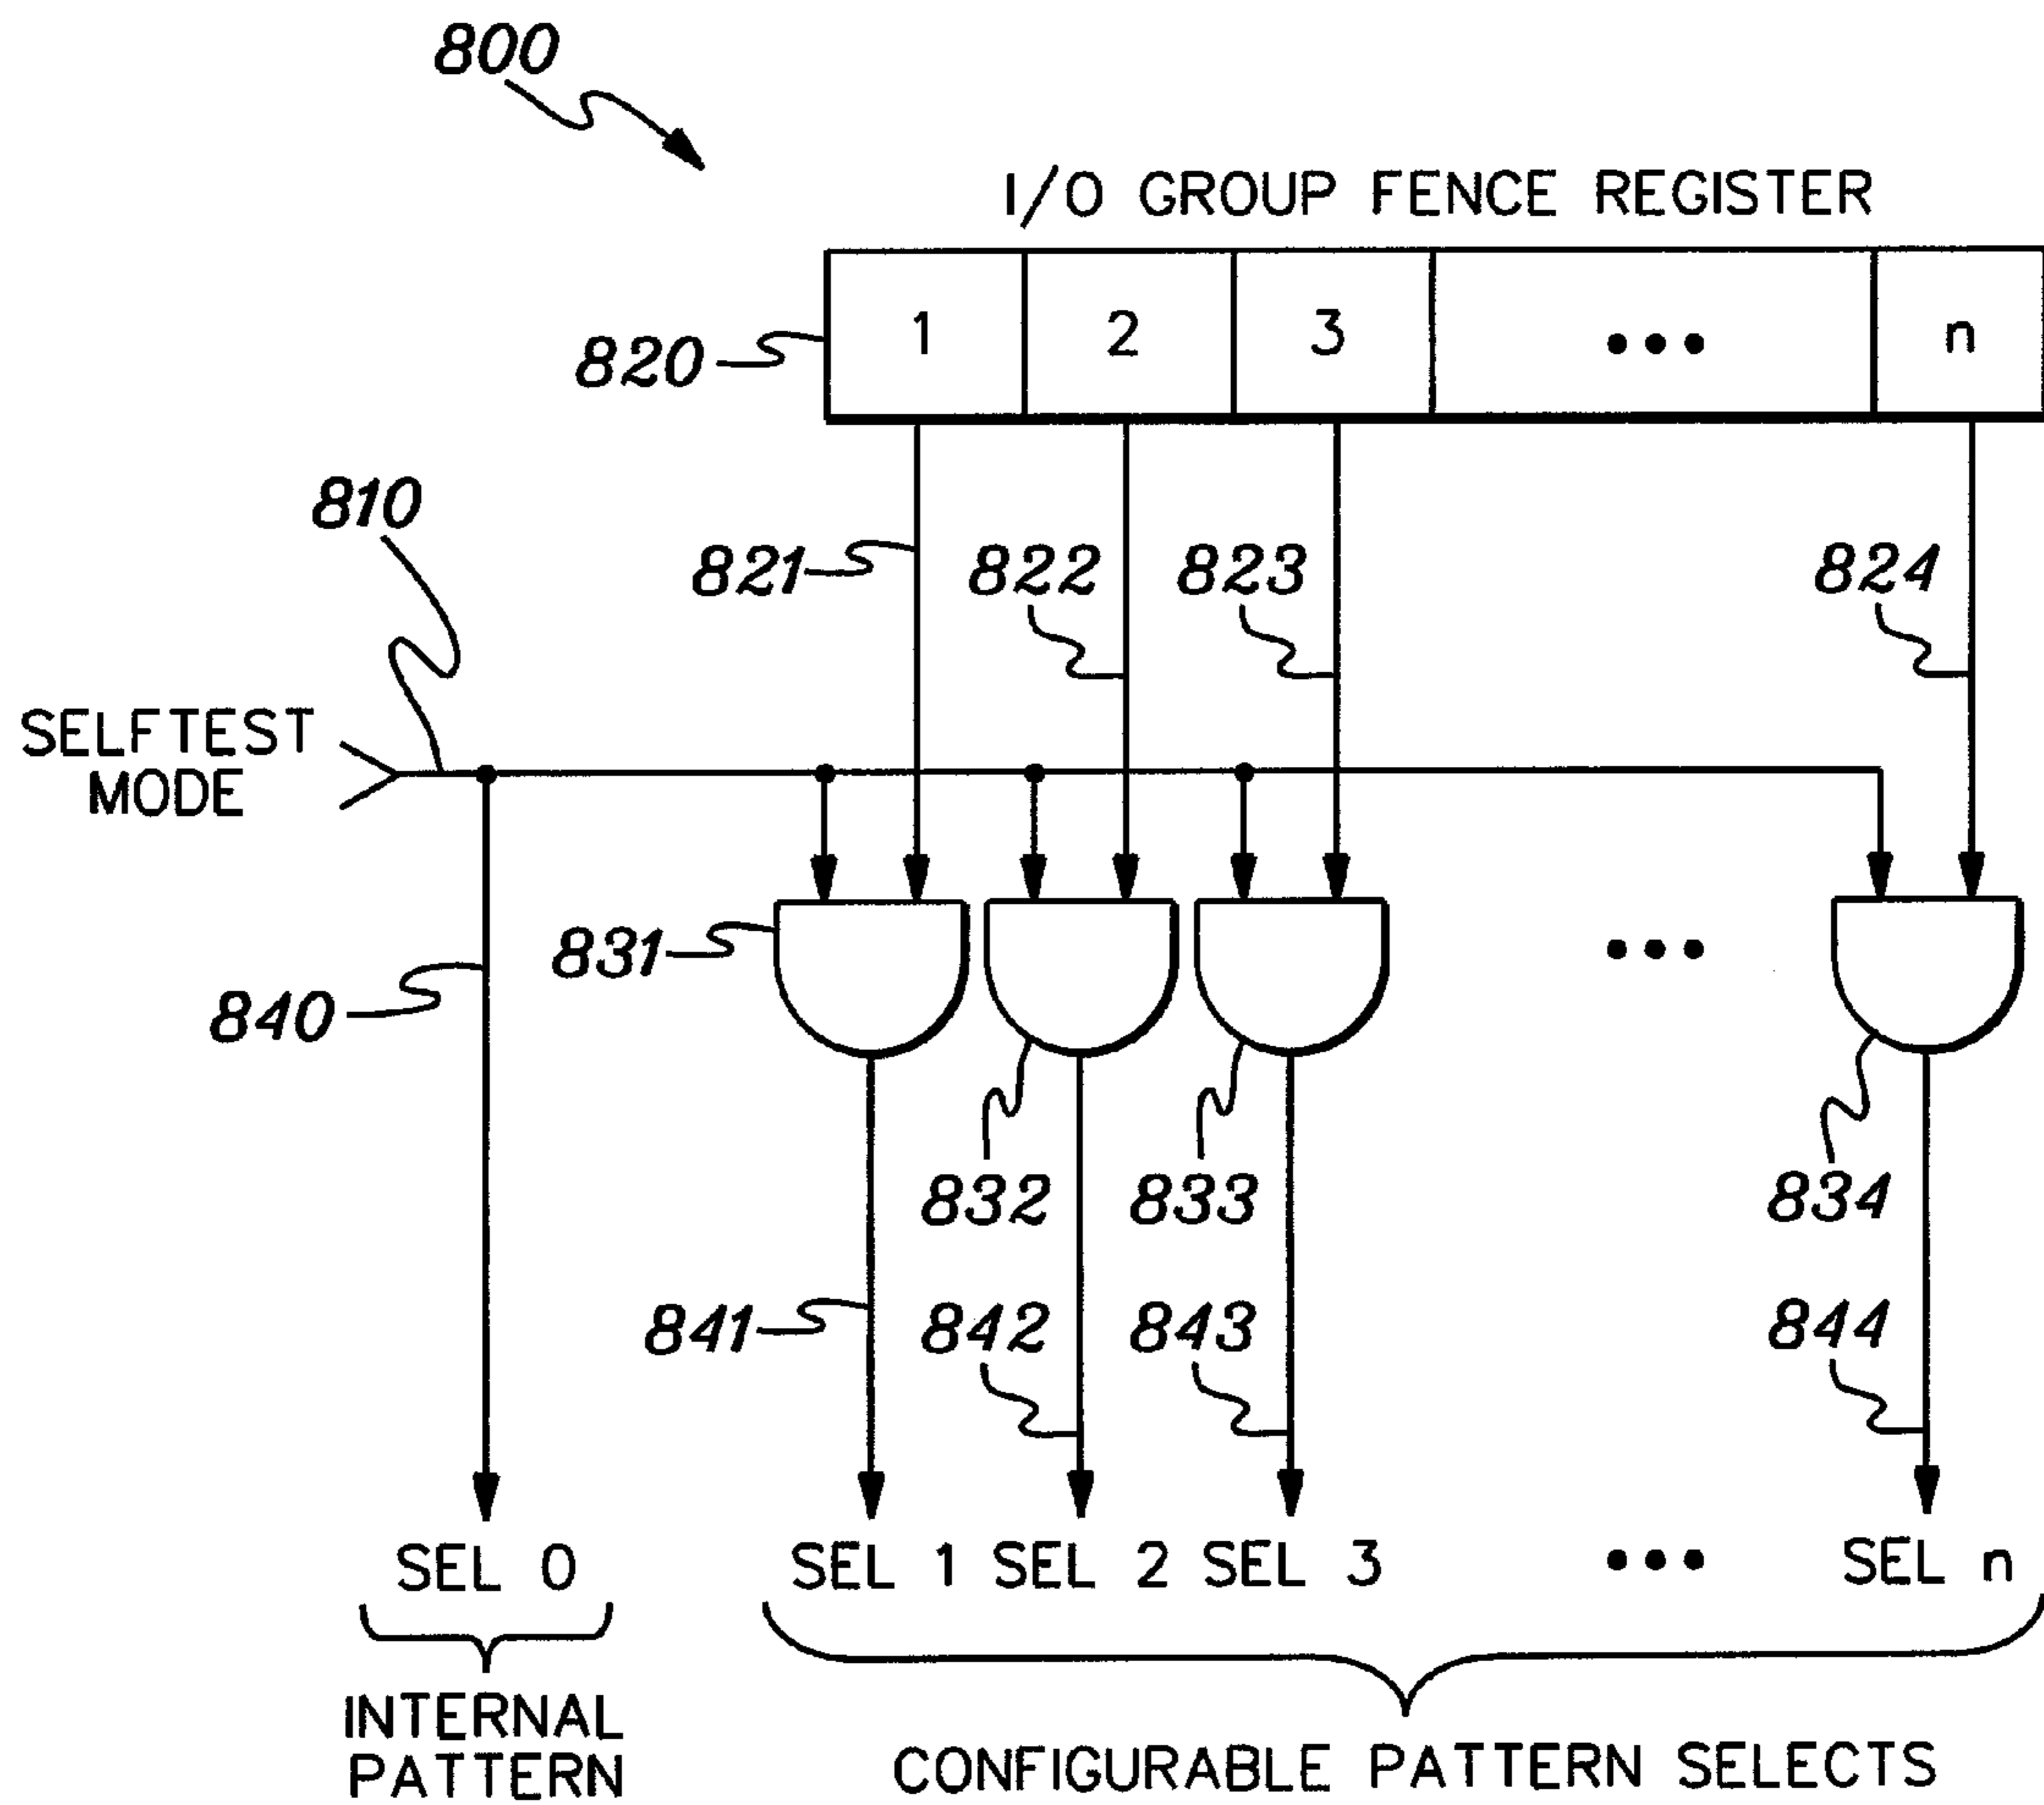 800
I/O GROUP FENCE REGISTER
820 1 2 3 ••• n
810
821 822 823 824
SELFTEST
MODE
831 •••
840
832 833 834
841 842 843 844
SEL 0 SEL 1 SEL 2 SEL 3 ••• SEL n
INTERNAL
PATTERN
CONFIGURABLE PATTERN SELECTS